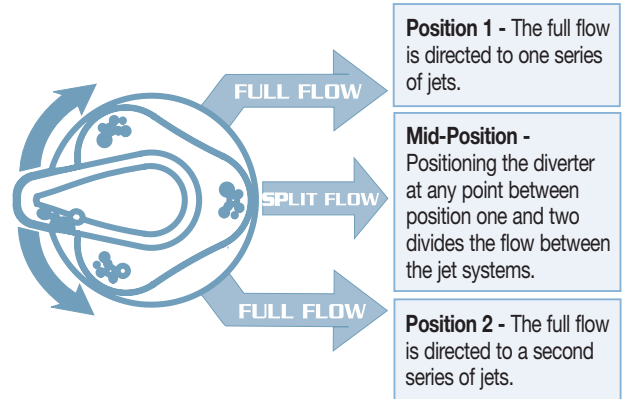 Position 1 - The full flow
is directed to one series
of jets.
FULL FLOW
Mid-Position -
Positioning the diverter
at any point between
position one and two
divides the flow between
the jet systems.
SPLIT FLOW
FULL FLOW
Position 2 - The full flow
is directed to a second
series of jets.